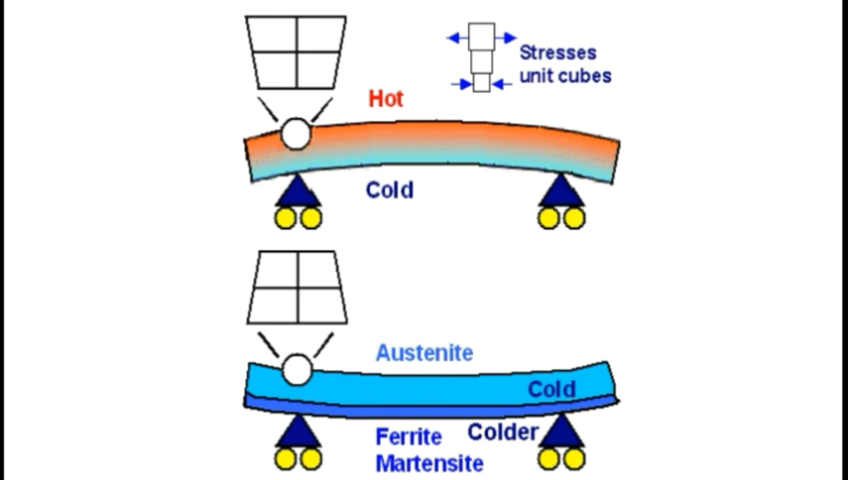 Stresses
unit cubes
Hot
Cold
Austenite
Cold
Colder
Ferrite
Martensite